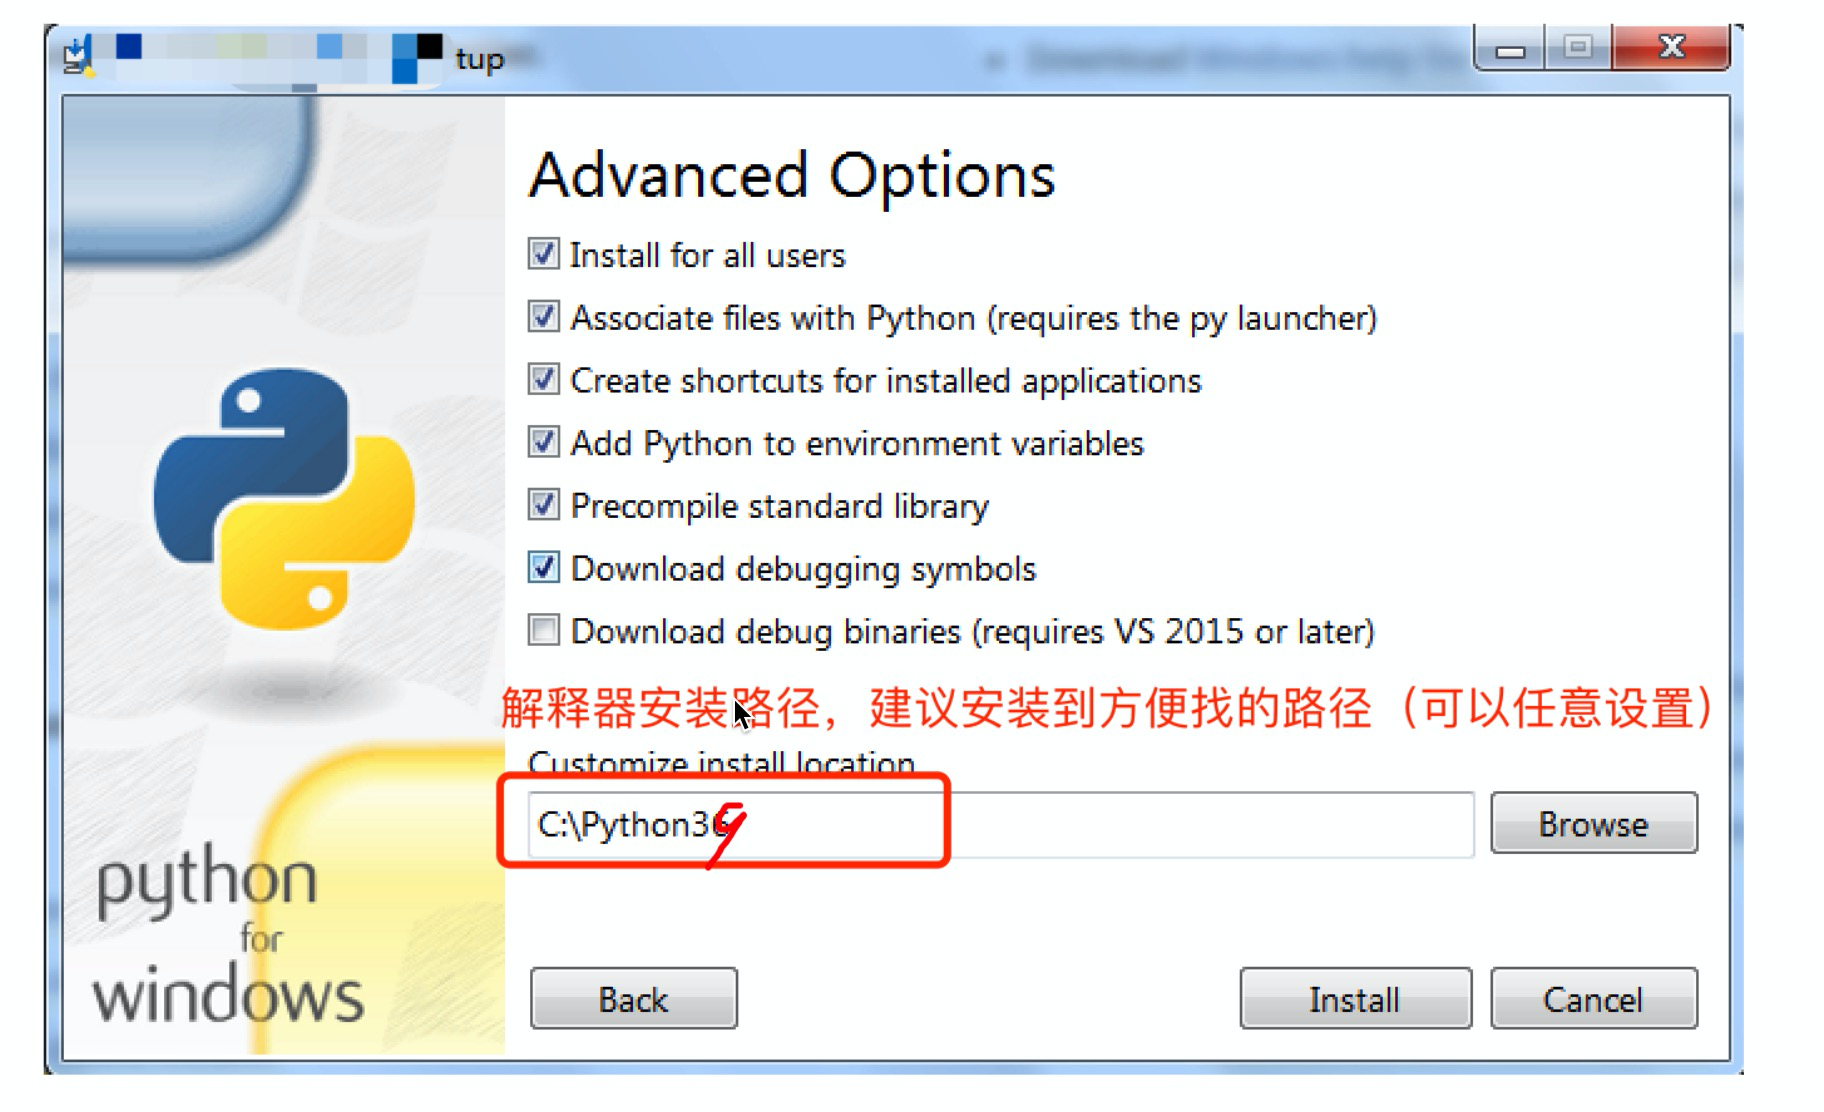 tup
Advanced Options
Install for all users
Associate files with Python (requires the py launcher)
Create shortcuts for installed applications
Add Python to environment variables
Precompile standard library
Download debugging symbols
Download debug binaries (requires VS 2015 or later)
解释器安装路径，建议安装到方便找的路径（可以任意设置）
Customize install location
C:\Python39
Browse
python
for
windows
Back
Install
Cancel